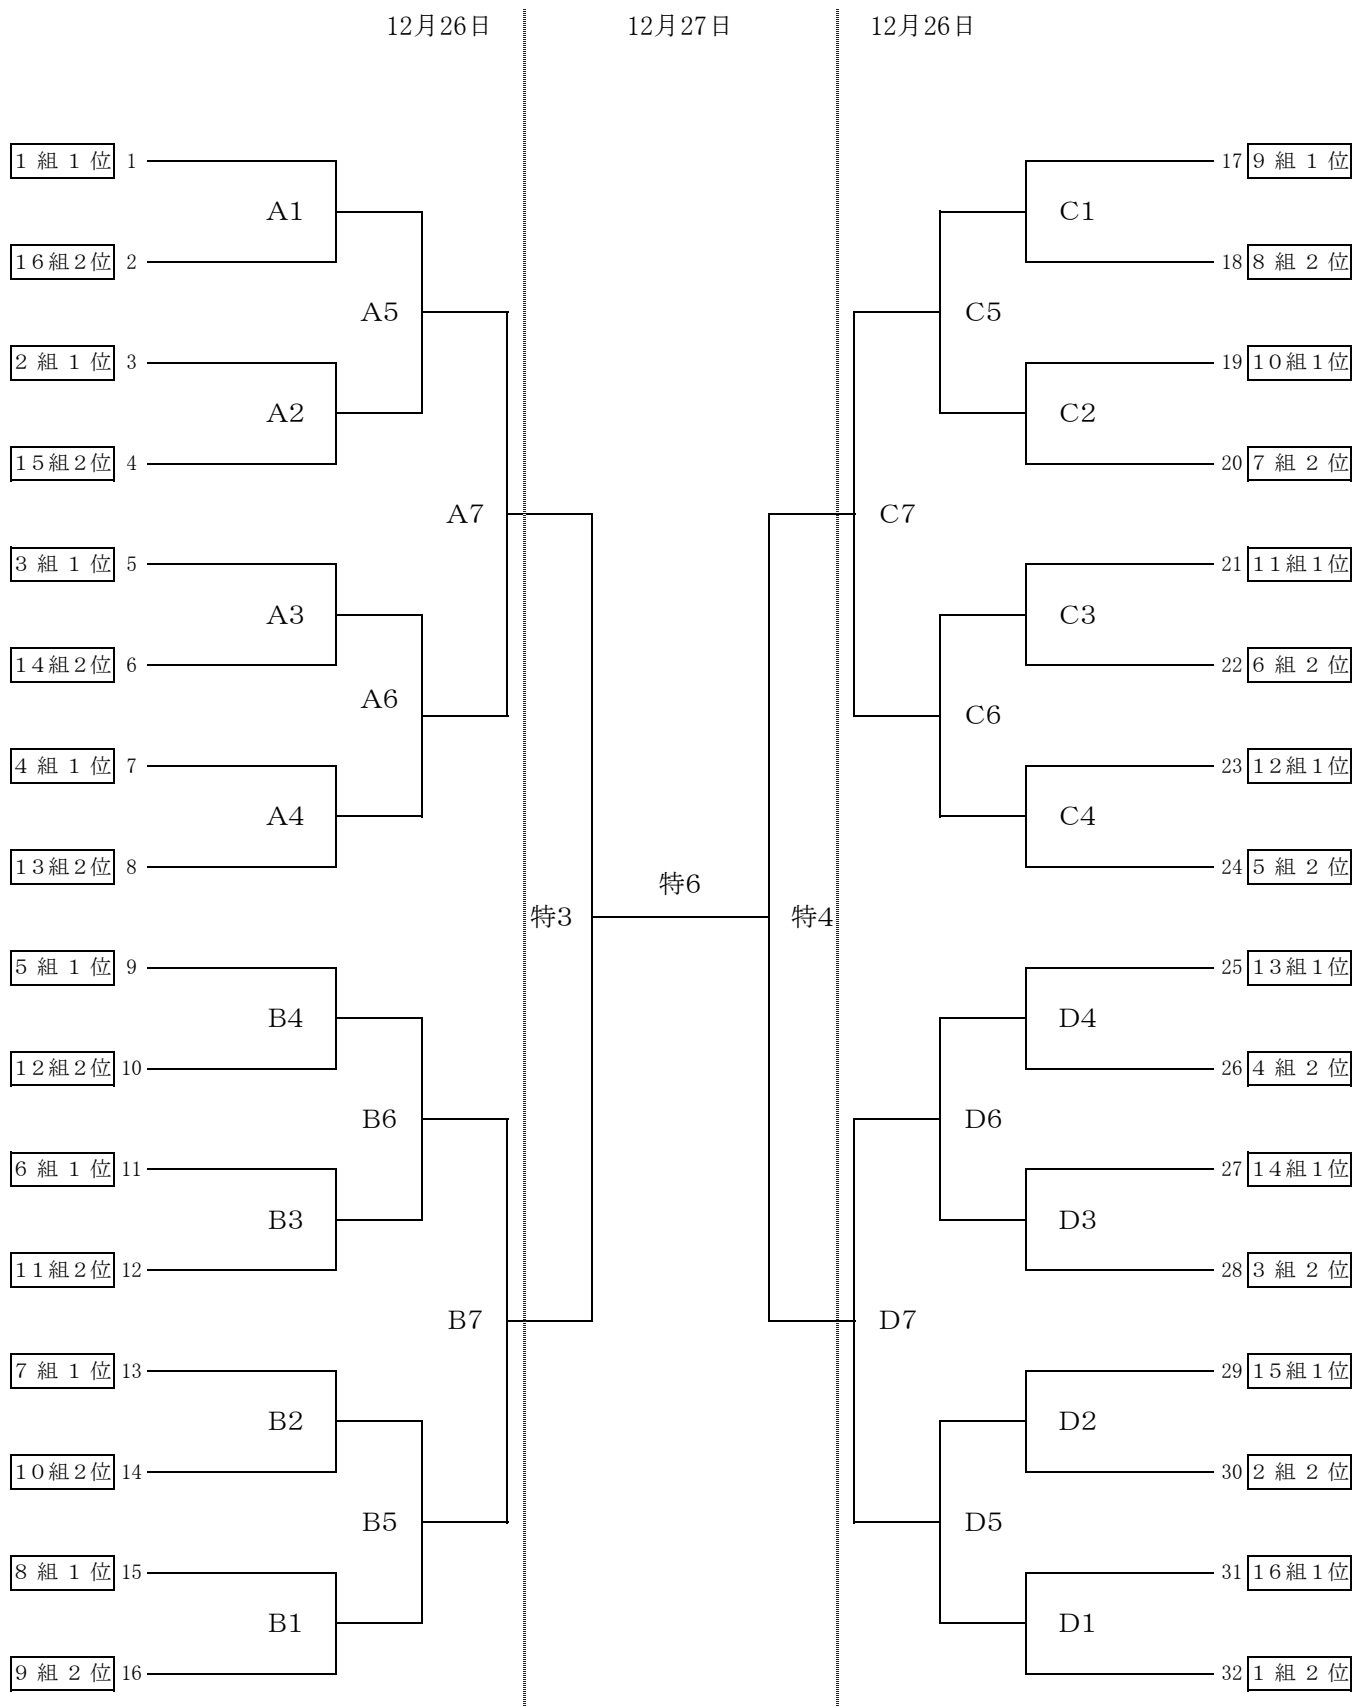 12月26日 12月27日 12月26日
1組1位 1 17 9組1位
A1 C1
16組2位 2 18 8組2位
A5 C5
2組1位 3 19 10組1位
A2 C2
15組2位 4 20 7組2位
A7 C7
3組1位 5 21 11組1位
A3 C3
14組2位 6 22 6組2位
A6 C6
4組1位 7 23 12組1位
A4 C4
13組2位 8 24 5組2位
特6
特3 特4
5組1位 9 25 13組1位
B4 D4
12組2位 10 26 4組2位
B6 D6
6組1位 11 27 14組1位
B3 D3
11組2位 12 28 3組2位
B7 D7
7組1位 13 29 15組1位
B2 D2
10組2位 14 30 2組2位
B5 D5
8組1位 15 31 16組1位
B1 D1
9組2位 16 32 1組2位